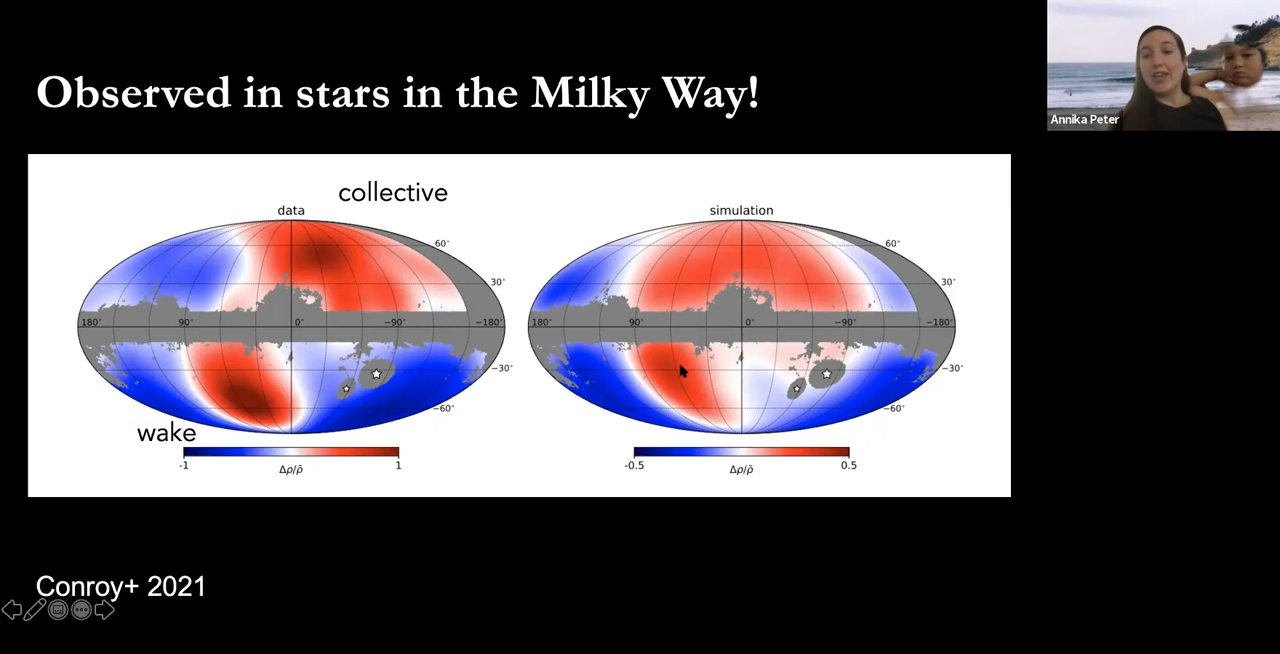 Observed in stars in the Milky Way!
Annika Peter
collective
data
60°
30°
180° 90° 0° −90° −180°
−30°
−60°
wake
-1 1
Δρ/ρ̄
simulation
60°
30°
180° 90° 0° −90° −180°
−30°
−60°
-0.5 0.5
Δρ/ρ̄
Conroy+ 2021